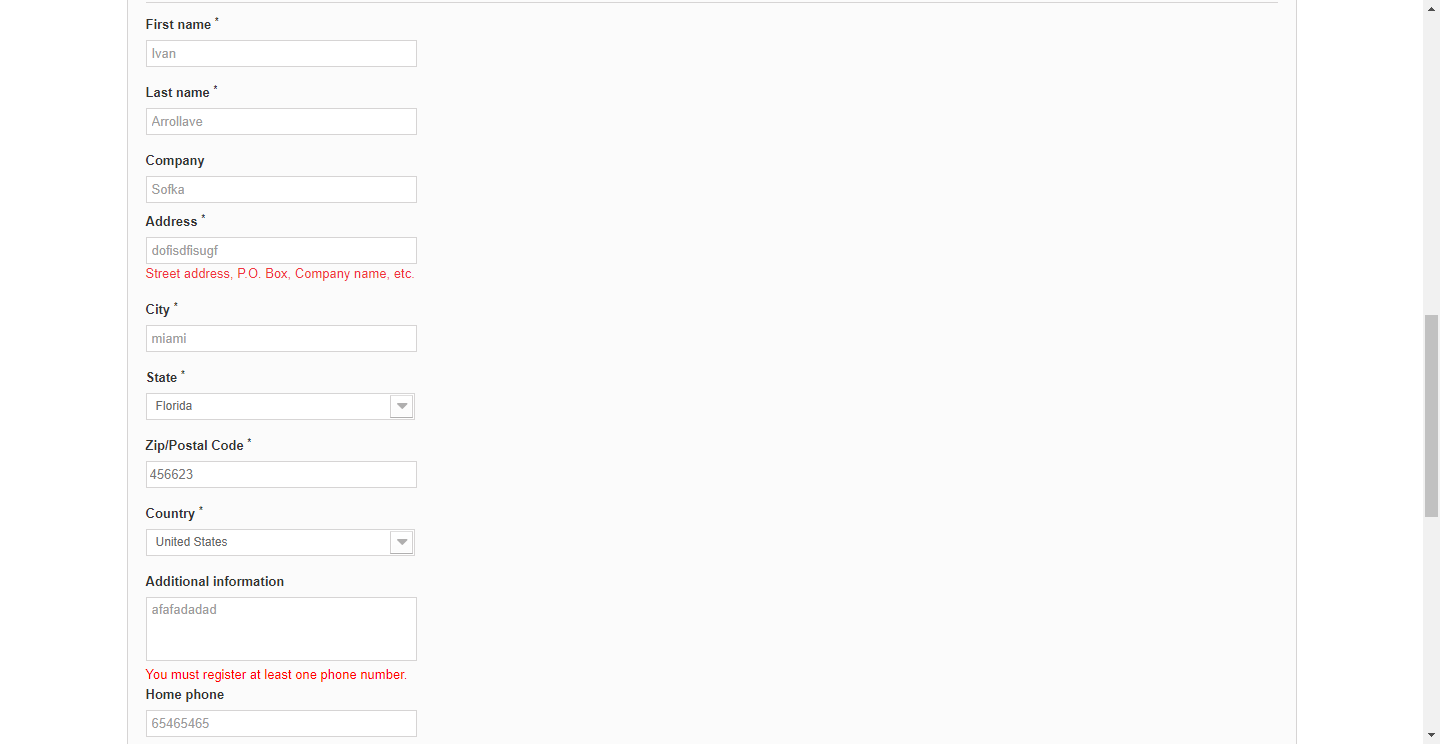 First name *
Ivan
Last name *
Arrollave
Company
Sofka
Address *
dofisdfisugf
Street address, P.O. Box, Company name, etc.
City *
miami
State *
Florida
Zip/Postal Code *
456623
Country *
United States
Additional information
afafadadad
You must register at least one phone number.
Home phone
65465465